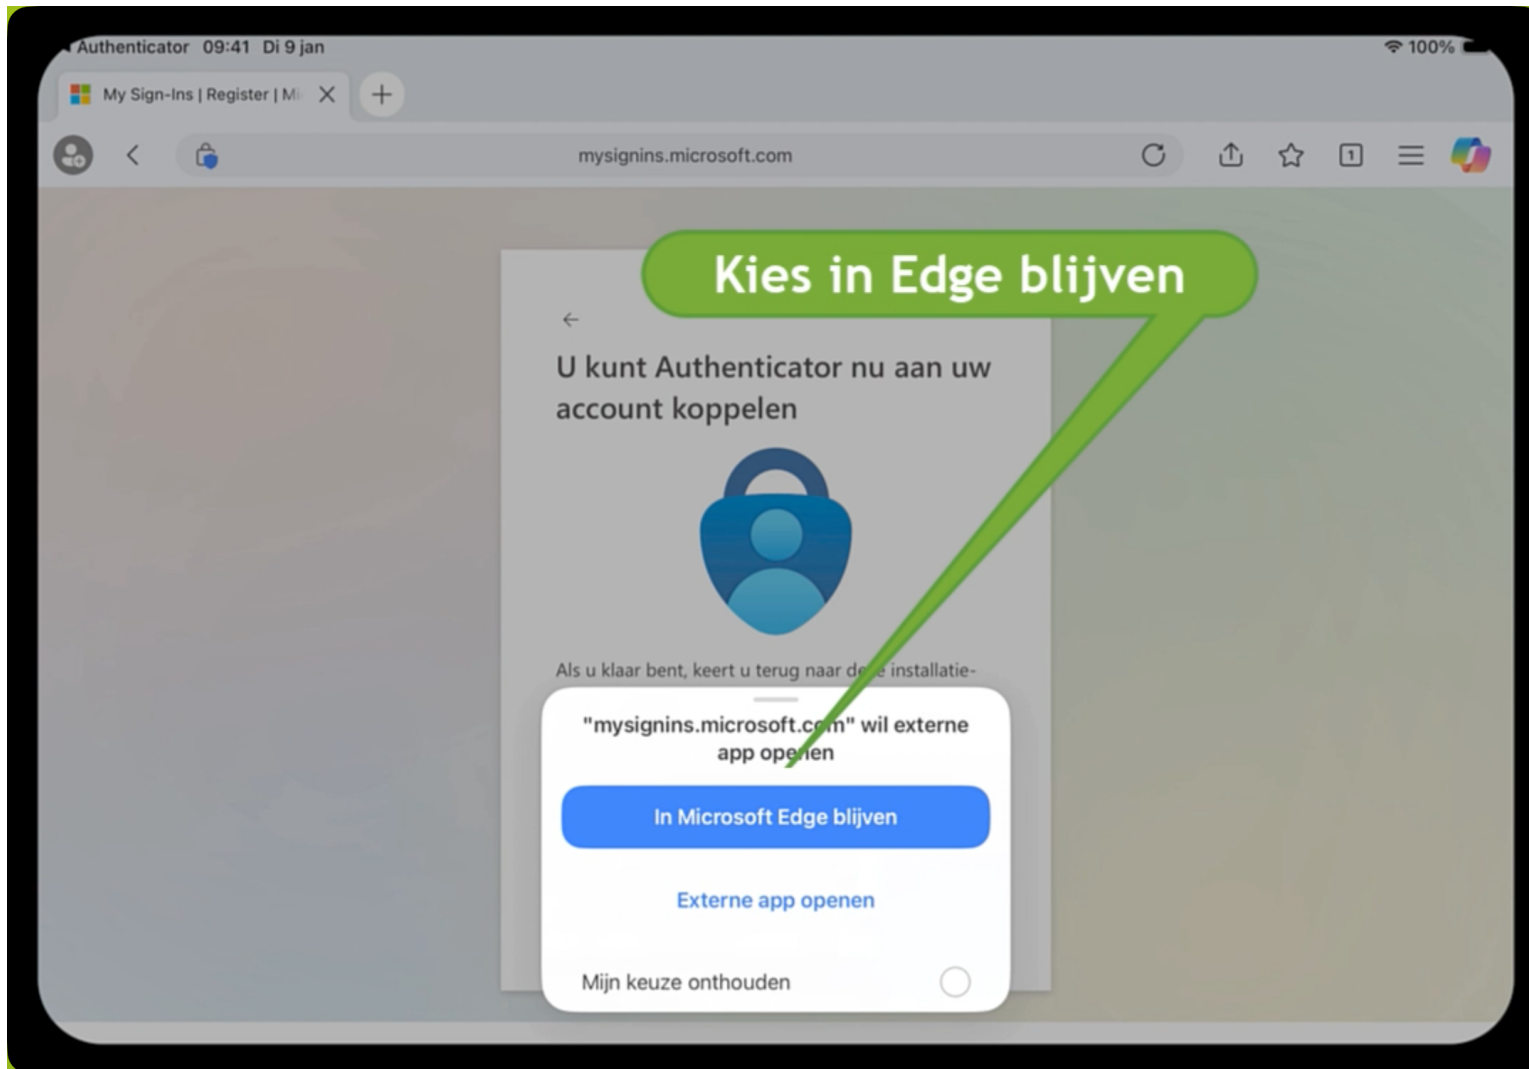 Authenticator 09:41 Di 9 jan 100%
My Sign-Ins | Register | Mi
mysignins.microsoft.com 1
Kies in Edge blijven
U kunt Authenticator nu aan uw
account koppelen
Als u klaar bent, keert u terug naar deze installatie-
"mysignins.microsoft.com" wil externe
app openen
In Microsoft Edge blijven
Externe app openen
Mijn keuze onthouden